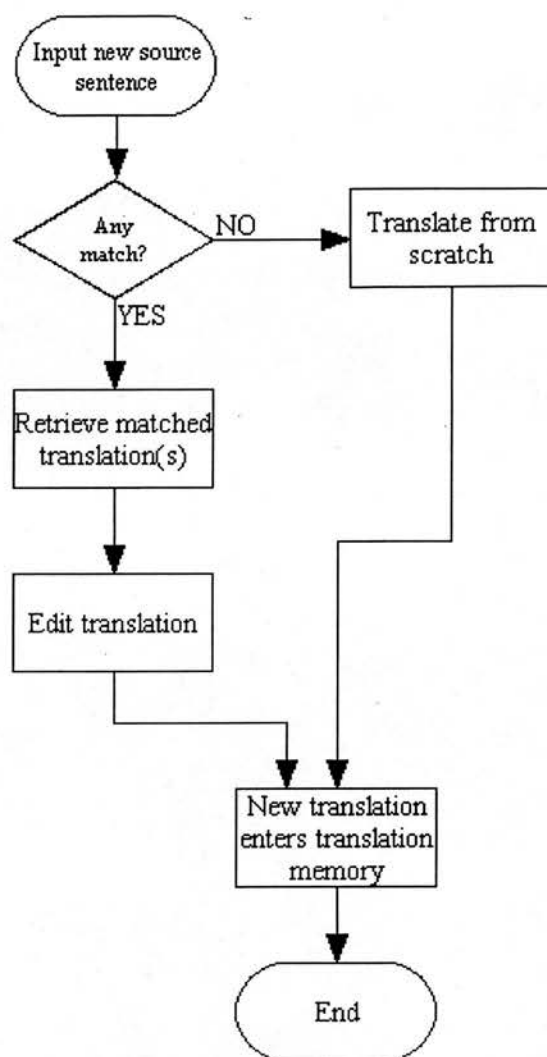 Input new source
sentence
Any
match?
NO
Translate from
scratch
YES
Retrieve matched
translation(s)
Edit translation
New translation
enters translation
memory
End